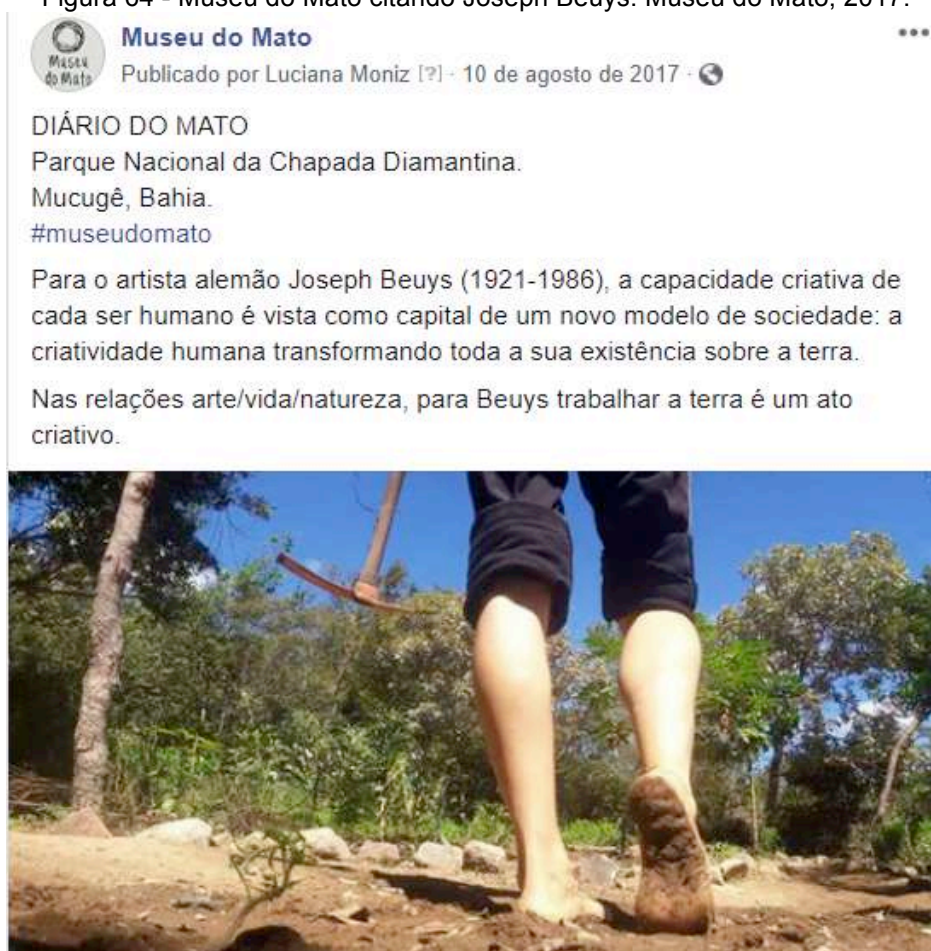 Figura 64 - Museu do Mato citando Joseph Beuys. Museu do Mato, 2017.
Museu do Mato
Museu
do Mato
Publicado por Luciana Moniz [?] · 10 de agosto de 2017 ·
DIÁRIO DO MATO
Parque Nacional da Chapada Diamantina.
Mucugê, Bahia.
#museudomato
Para o artista alemão Joseph Beuys (1921-1986), a capacidade criativa de
cada ser humano é vista como capital de um novo modelo de sociedade: a
criatividade humana transformando toda a sua existência sobre a terra.
Nas relações arte/vida/natureza, para Beuys trabalhar a terra é um ato
criativo.